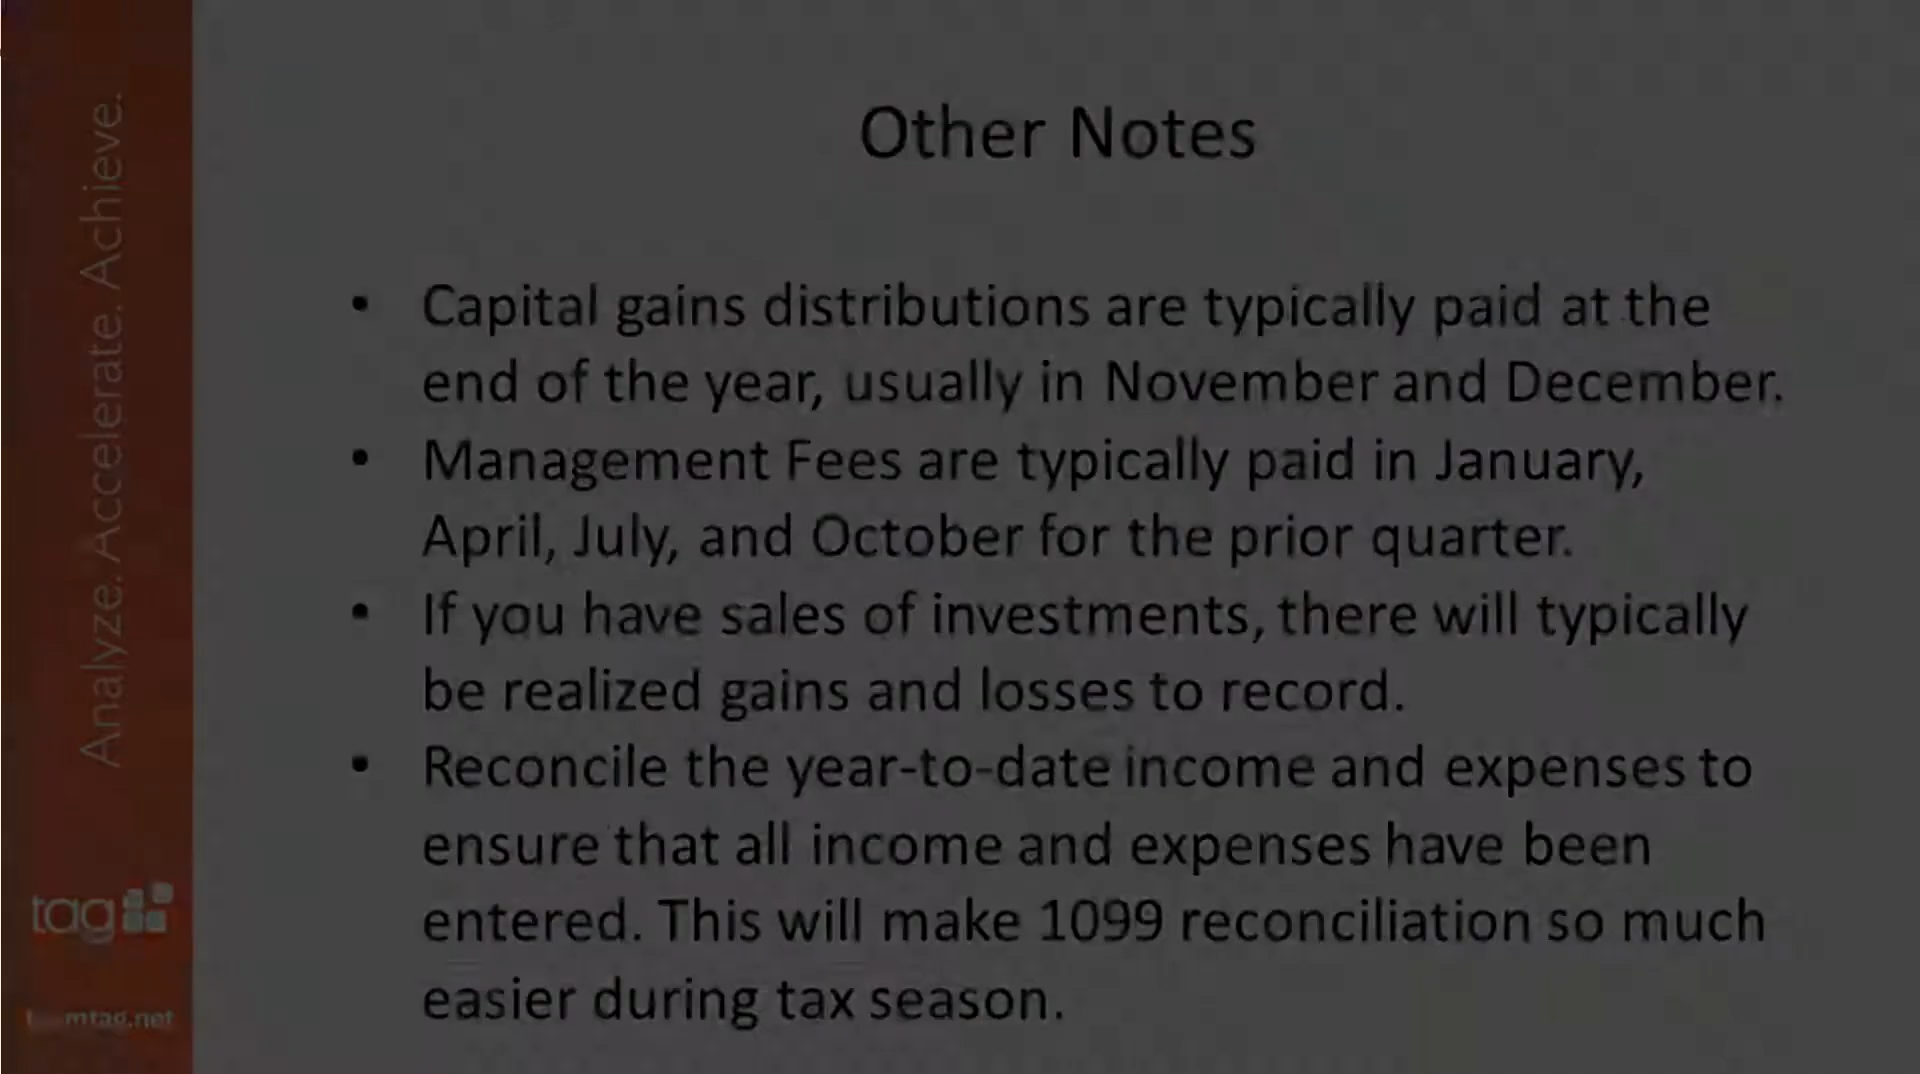 Other Notes
• Capital gains distributions are typically paid at the
end of the year, usually in November and December.
• Management Fees are typically paid in January,
April, July, and October for the prior quarter.
• If you have sales of investments, there will typically
be realized gains and losses to record.
• Reconcile the year-to-date income and expenses to
ensure that all income and expenses have been
entered. This will make 1099 reconciliation so much
easier during tax season.
Analyze. Accelerate. Achieve.
tag